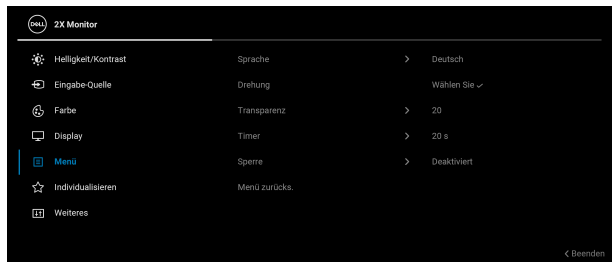 DELL 2X Monitor
Helligkeit/Kontrast Sprache > Deutsch
Eingabe-Quelle Drehung Wählen Sie ✓
Farbe Transparenz > 20
Display Timer > 20 s
Menü Sperre > Deaktiviert
Individualisieren Menü zurücks.
Weiteres
< Beenden